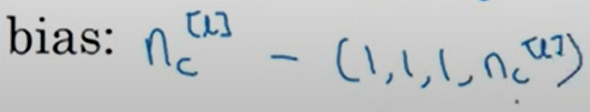 bias: n_c^[l] - (1,1,1,n_c^[l])